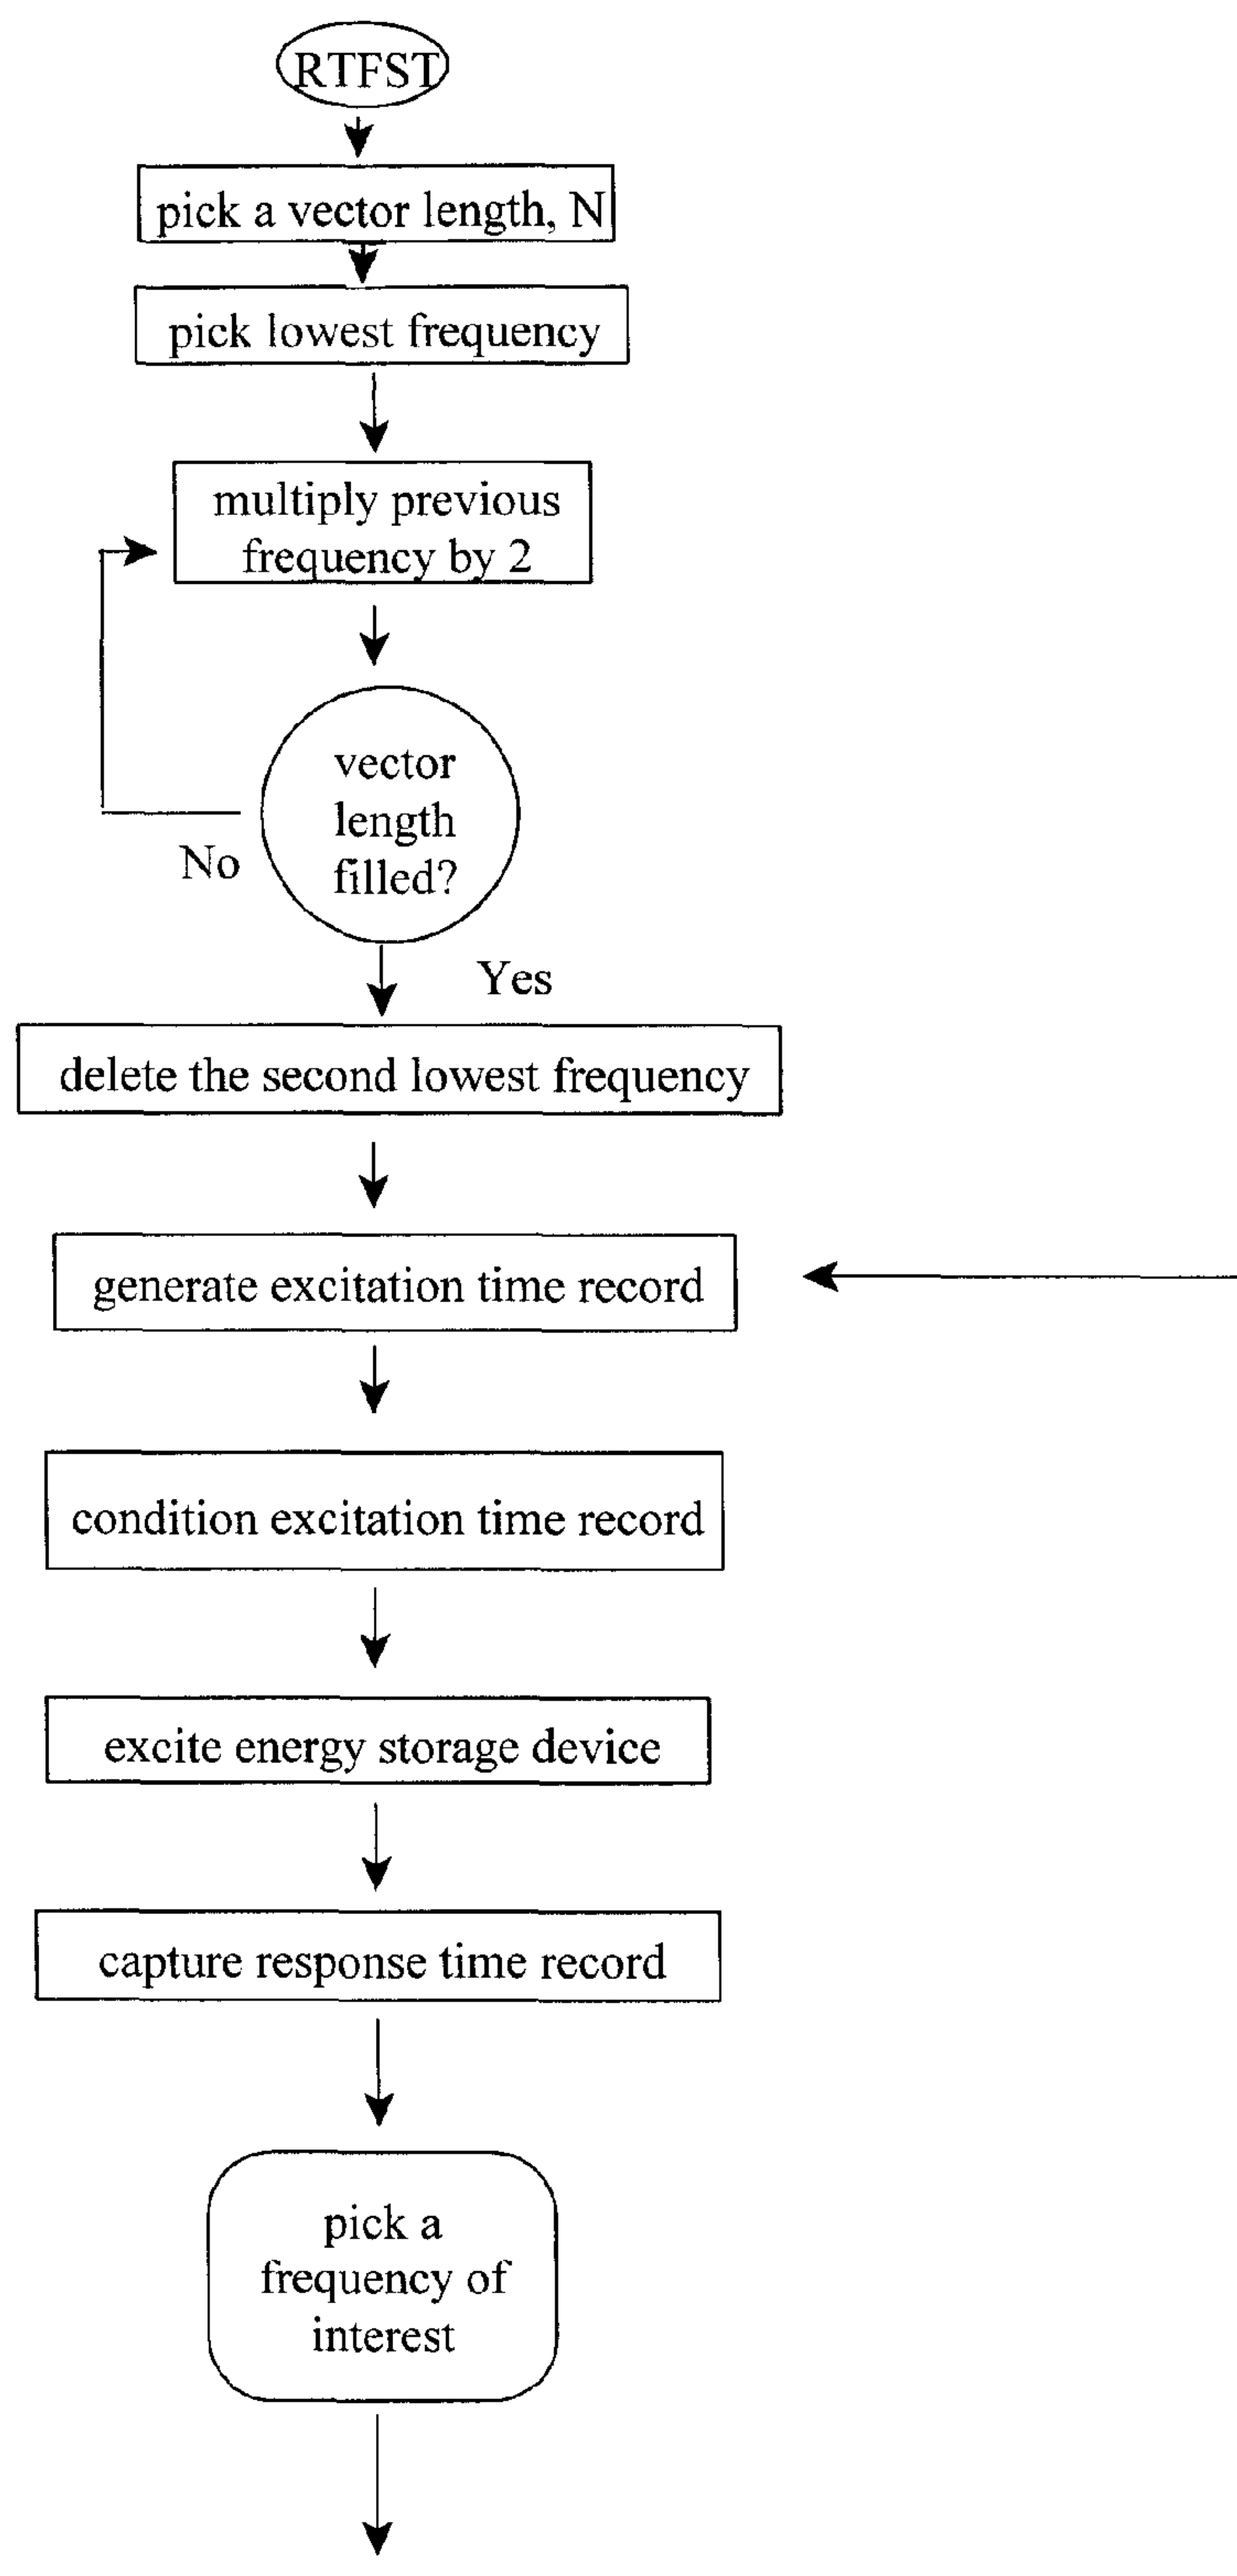 RTFST
pick a vector length, N
pick lowest frequency
multiply previous
frequency by 2
vector
length
filled?
No
Yes
delete the second lowest frequency
generate excitation time record
condition excitation time record
excite energy storage device
capture response time record
pick a
frequency of
interest